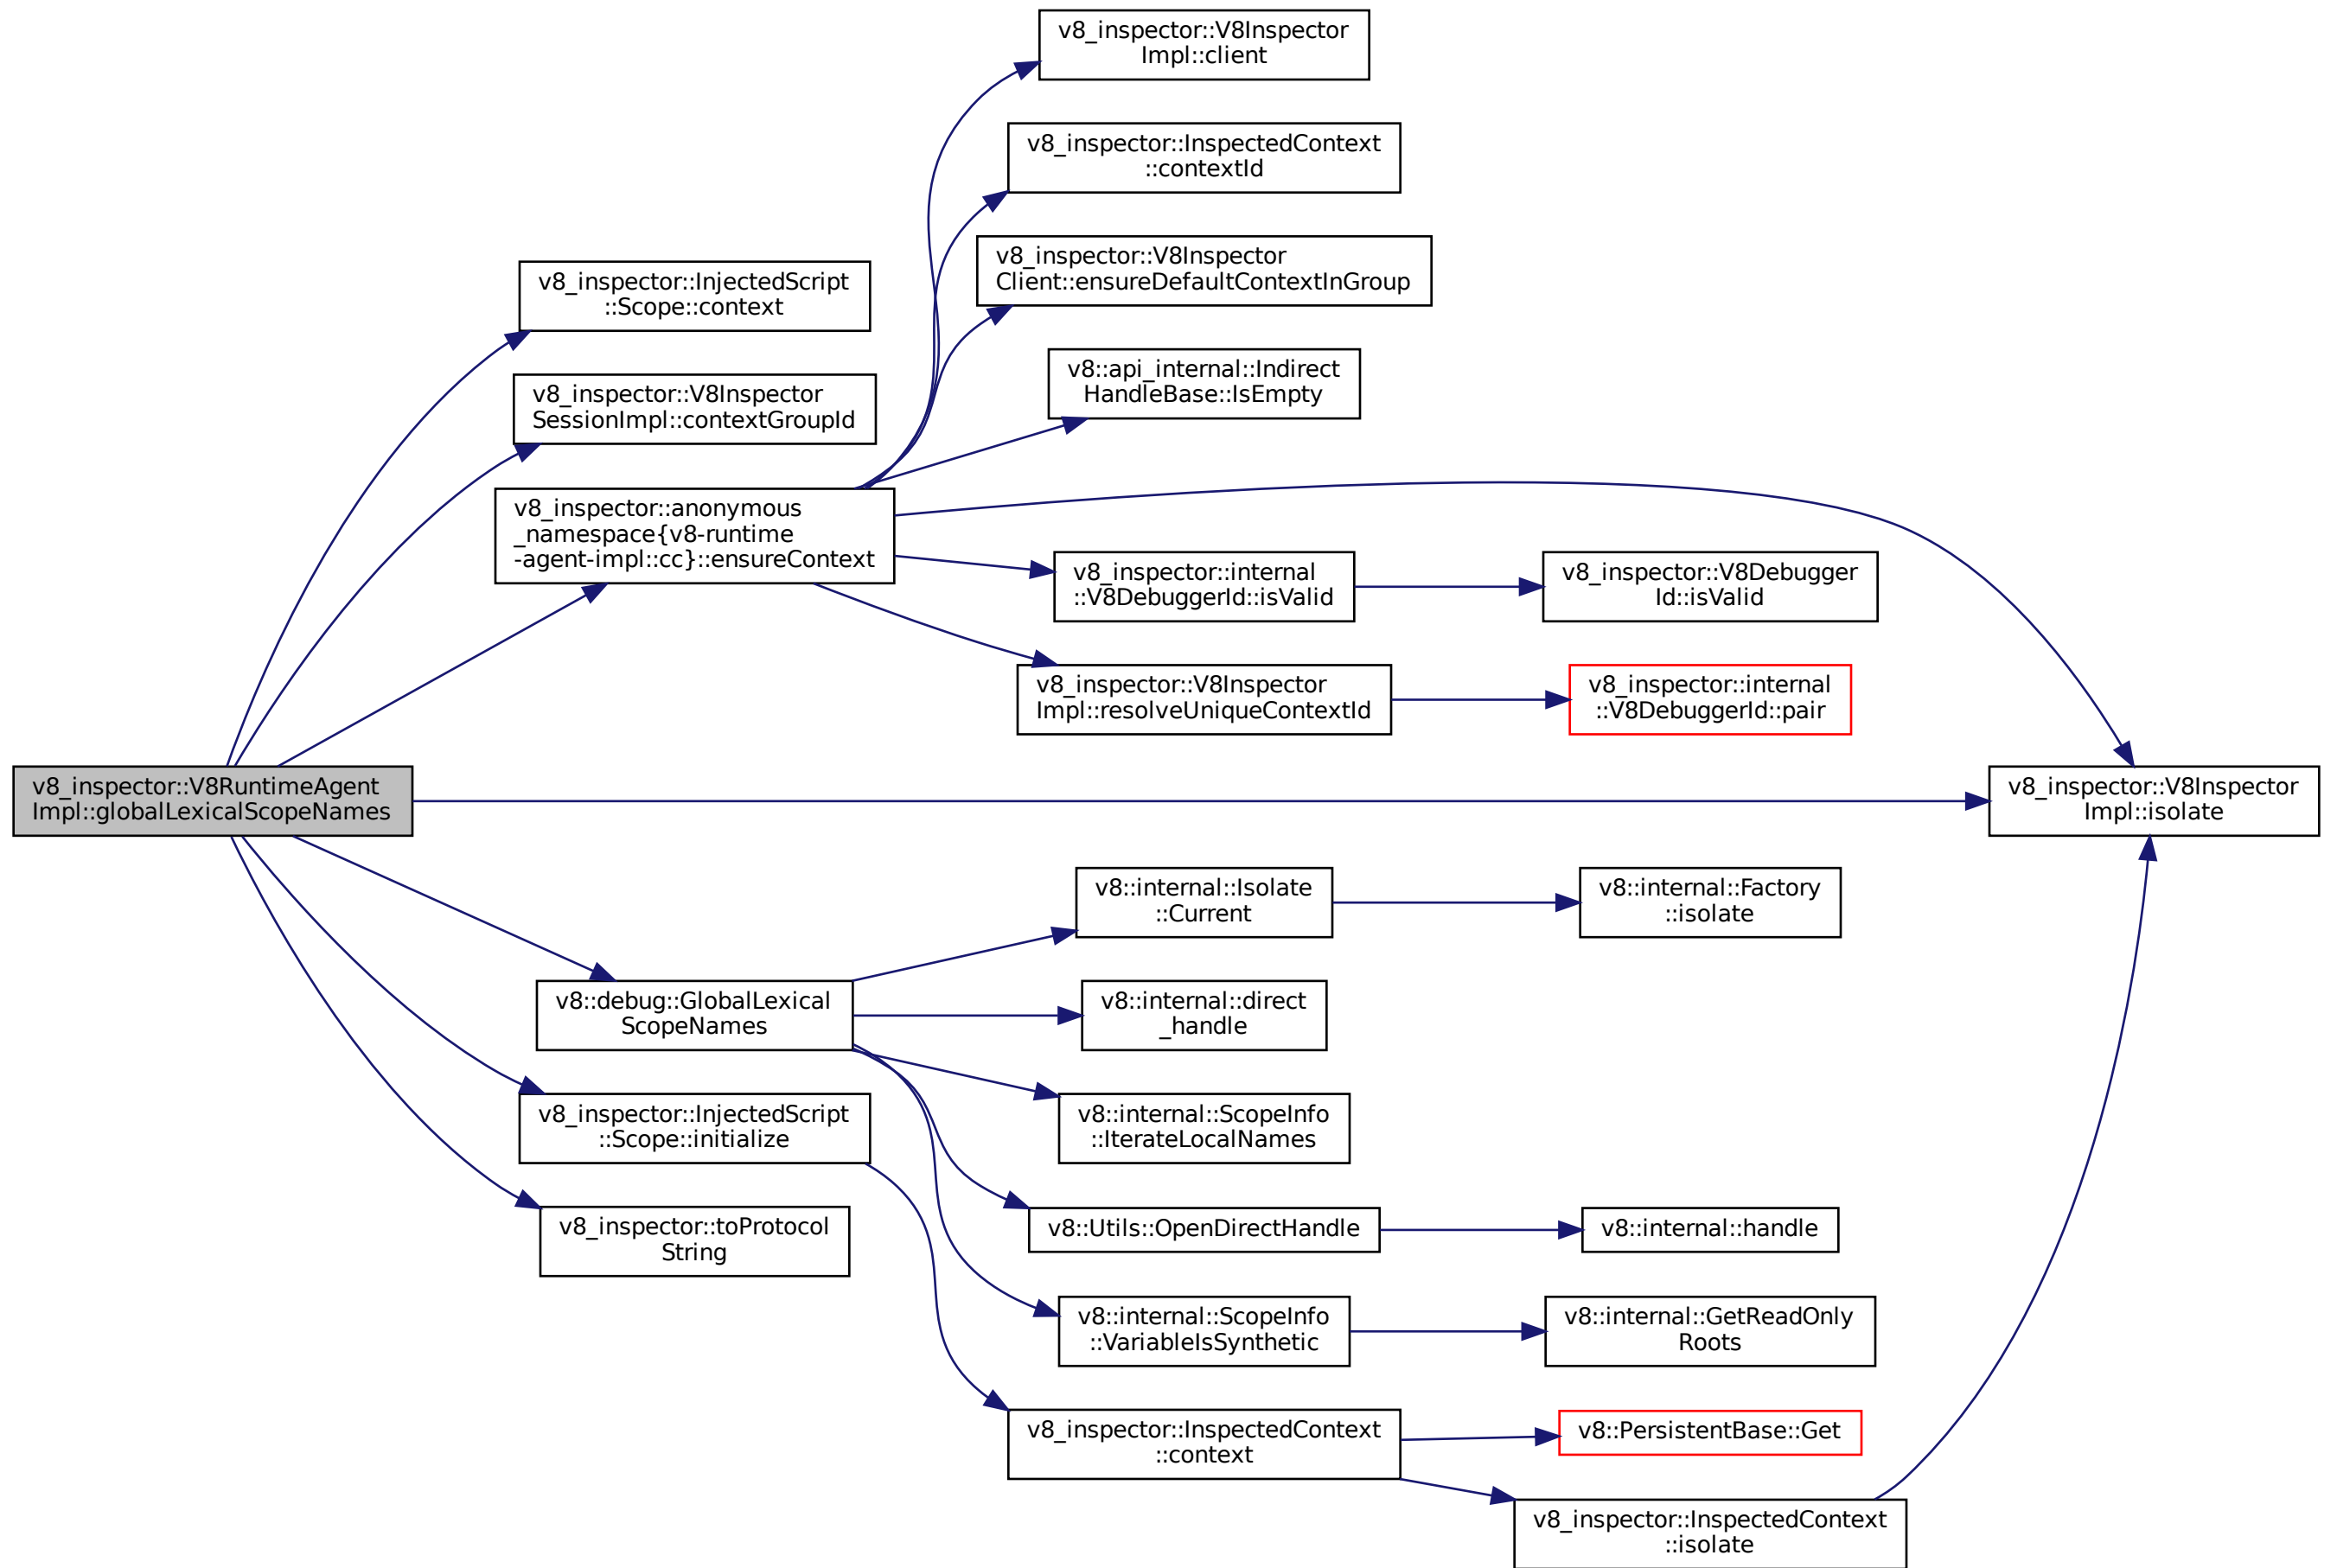 v8_inspector::V8Inspector
Impl::client
v8_inspector::InspectedContext
::contextId
v8_inspector::V8Inspector
Client::ensureDefaultContextInGroup
v8_inspector::InjectedScript
::Scope::context
v8::api_internal::Indirect
HandleBase::IsEmpty
v8_inspector::V8Inspector
SessionImpl::contextGroupId
v8_inspector::anonymous
_namespace{v8-runtime
-agent-impl::cc}::ensureContext
v8_inspector::internal
::V8DebuggerId::isValid
v8_inspector::V8Debugger
Id::isValid
v8_inspector::V8Inspector
Impl::resolveUniqueContextId
v8_inspector::internal
::V8DebuggerId::pair
v8_inspector::V8RuntimeAgent
Impl::globalLexicalScopeNames
v8_inspector::V8Inspector
Impl::isolate
v8::internal::Isolate
::Current
v8::internal::Factory
::isolate
v8::debug::GlobalLexical
ScopeNames
v8::internal::direct
_handle
v8_inspector::InjectedScript
::Scope::initialize
v8::internal::ScopeInfo
::IterateLocalNames
v8_inspector::toProtocol
String
v8::Utils::OpenDirectHandle
v8::internal::handle
v8::internal::ScopeInfo
::VariableIsSynthetic
v8::internal::GetReadOnly
Roots
v8_inspector::InspectedContext
::context
v8::PersistentBase::Get
v8_inspector::InspectedContext
::isolate